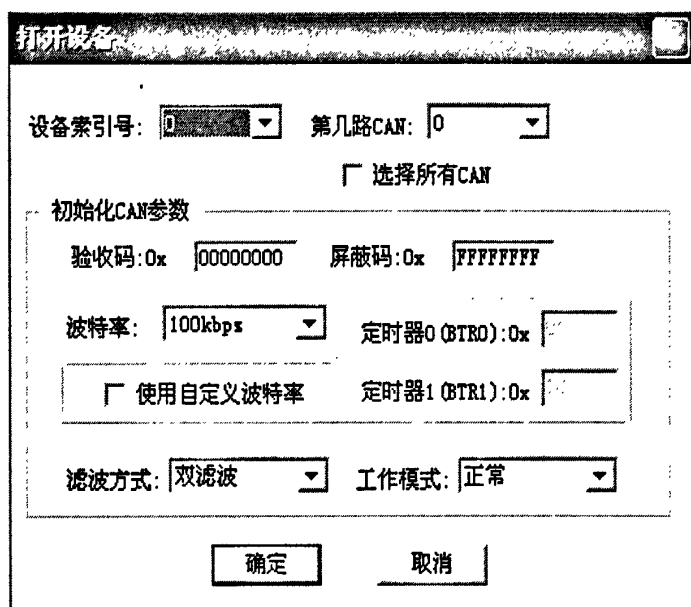 打开设备
设备索引号: 0 第几路CAN: 0
选择所有CAN
初始化CAN参数
验收码:0x 00000000 屏蔽码:0x FFFFFFFF
波特率: 100kbps 定时器0(BTR0):0x
使用自定义波特率 定时器1(BTR1):0x
滤波方式: 双滤波 工作模式: 正常
确定 取消